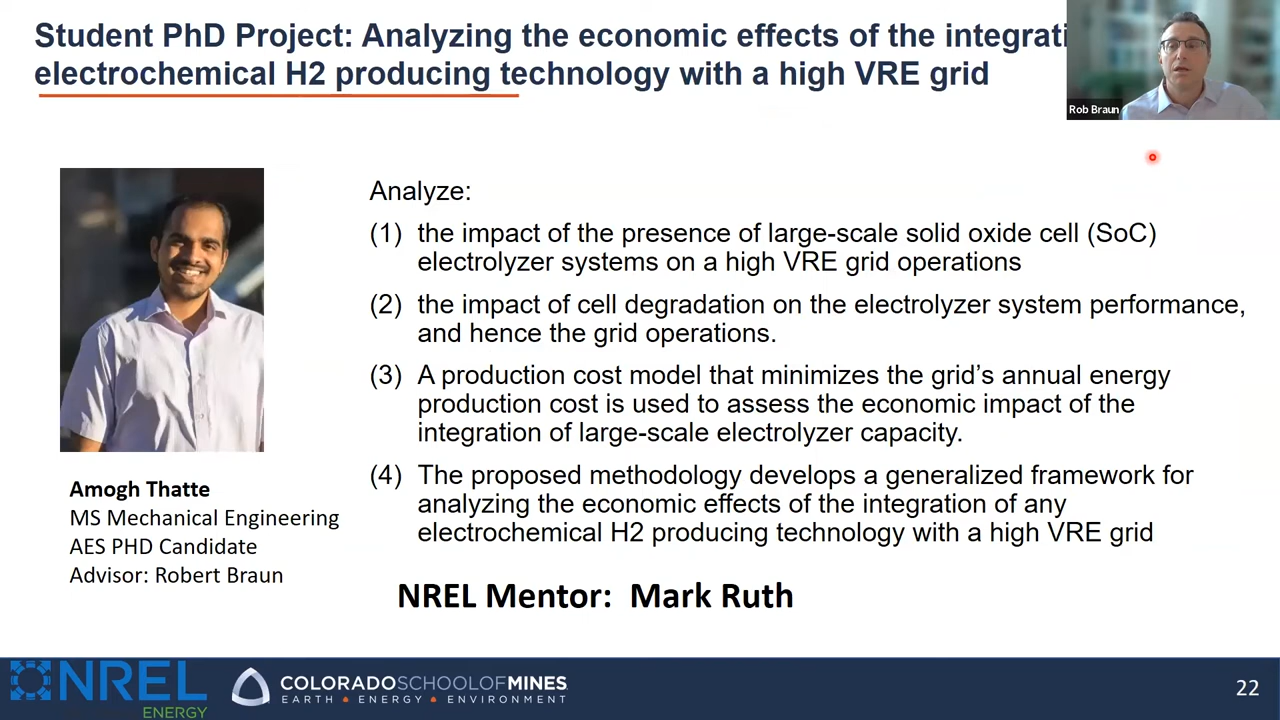 Student PhD Project: Analyzing the economic effects of the integrati
electrochemical H2 producing technology with a high VRE grid
Rob Braun
Analyze:
(1) the impact of the presence of large-scale solid oxide cell (SoC)
electrolyzer systems on a high VRE grid operations
(2) the impact of cell degradation on the electrolyzer system performance,
and hence the grid operations.
(3) A production cost model that minimizes the grid's annual energy
production cost is used to assess the economic impact of the
integration of large-scale electrolyzer capacity.
(4) The proposed methodology develops a generalized framework for
analyzing the economic effects of the integration of any
electrochemical H2 producing technology with a high VRE grid
Amogh Thatte
MS Mechanical Engineering
AES PHD Candidate
Advisor: Robert Braun
NREL Mentor: Mark Ruth
NREL
ENERGY
COLORADOSCHOOLOFMINES
EARTH • ENERGY • ENVIRONMENT
22